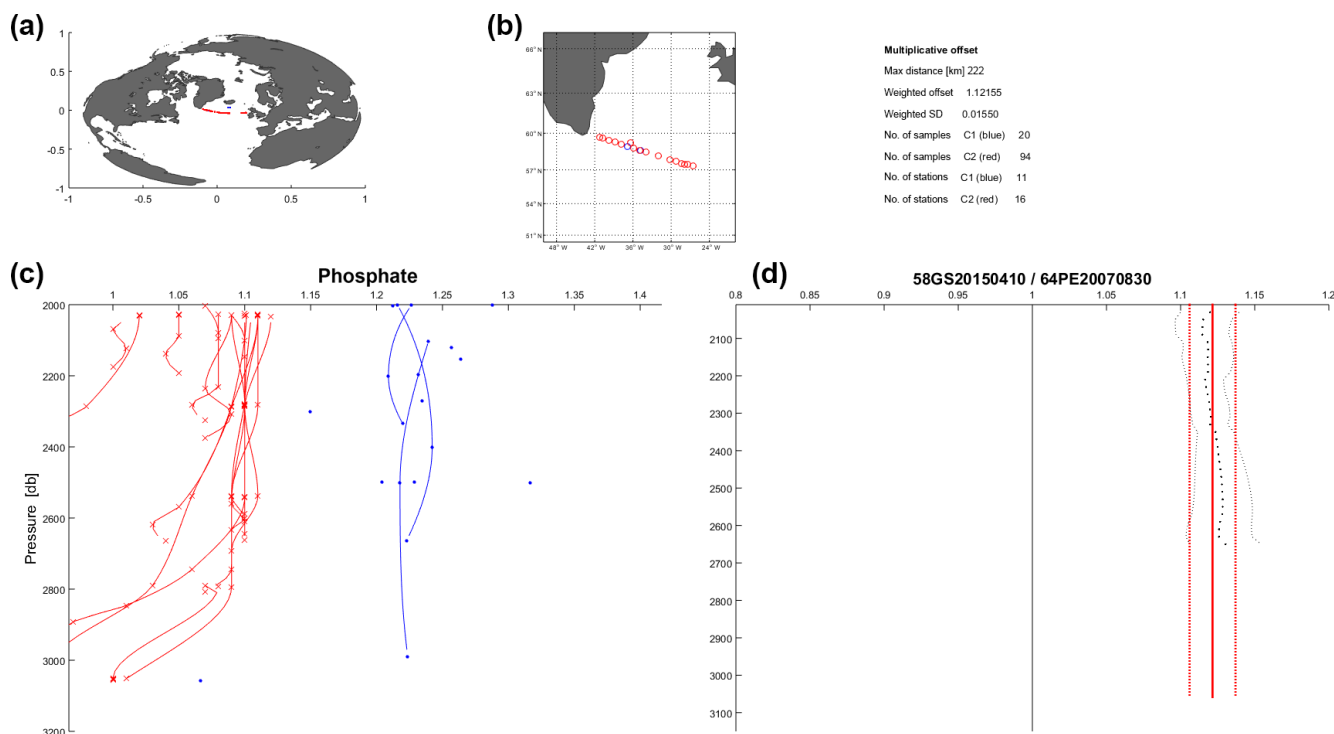 (a)
1
0.5
0
-0.5
-1
-1 -0.5 0 0.5 1
(b)
66° N
63° N
60° N
57° N
54° N
51° N
48° W 42° W 36° W 30° W 24° W
Multiplicative offset
Max distance [km] 222
Weighted offset 1.12155
Weighted SD 0.01550
No. of samples C1 (blue) 20
No. of samples C2 (red) 94
No. of stations C1 (blue) 11
No. of stations C2 (red) 16
(c)
Phosphate
1 1.05 1.1 1.15 1.2 1.25 1.3 1.35 1.4
2000
2200
2400
2600
2800
3000
3200
Pressure [db]
(d)
58GS20150410 / 64PE20070830
0.8 0.85 0.9 0.95 1 1.05 1.1 1.15 1.2
2100
2200
2300
2400
2500
2600
2700
2800
2900
3000
3100